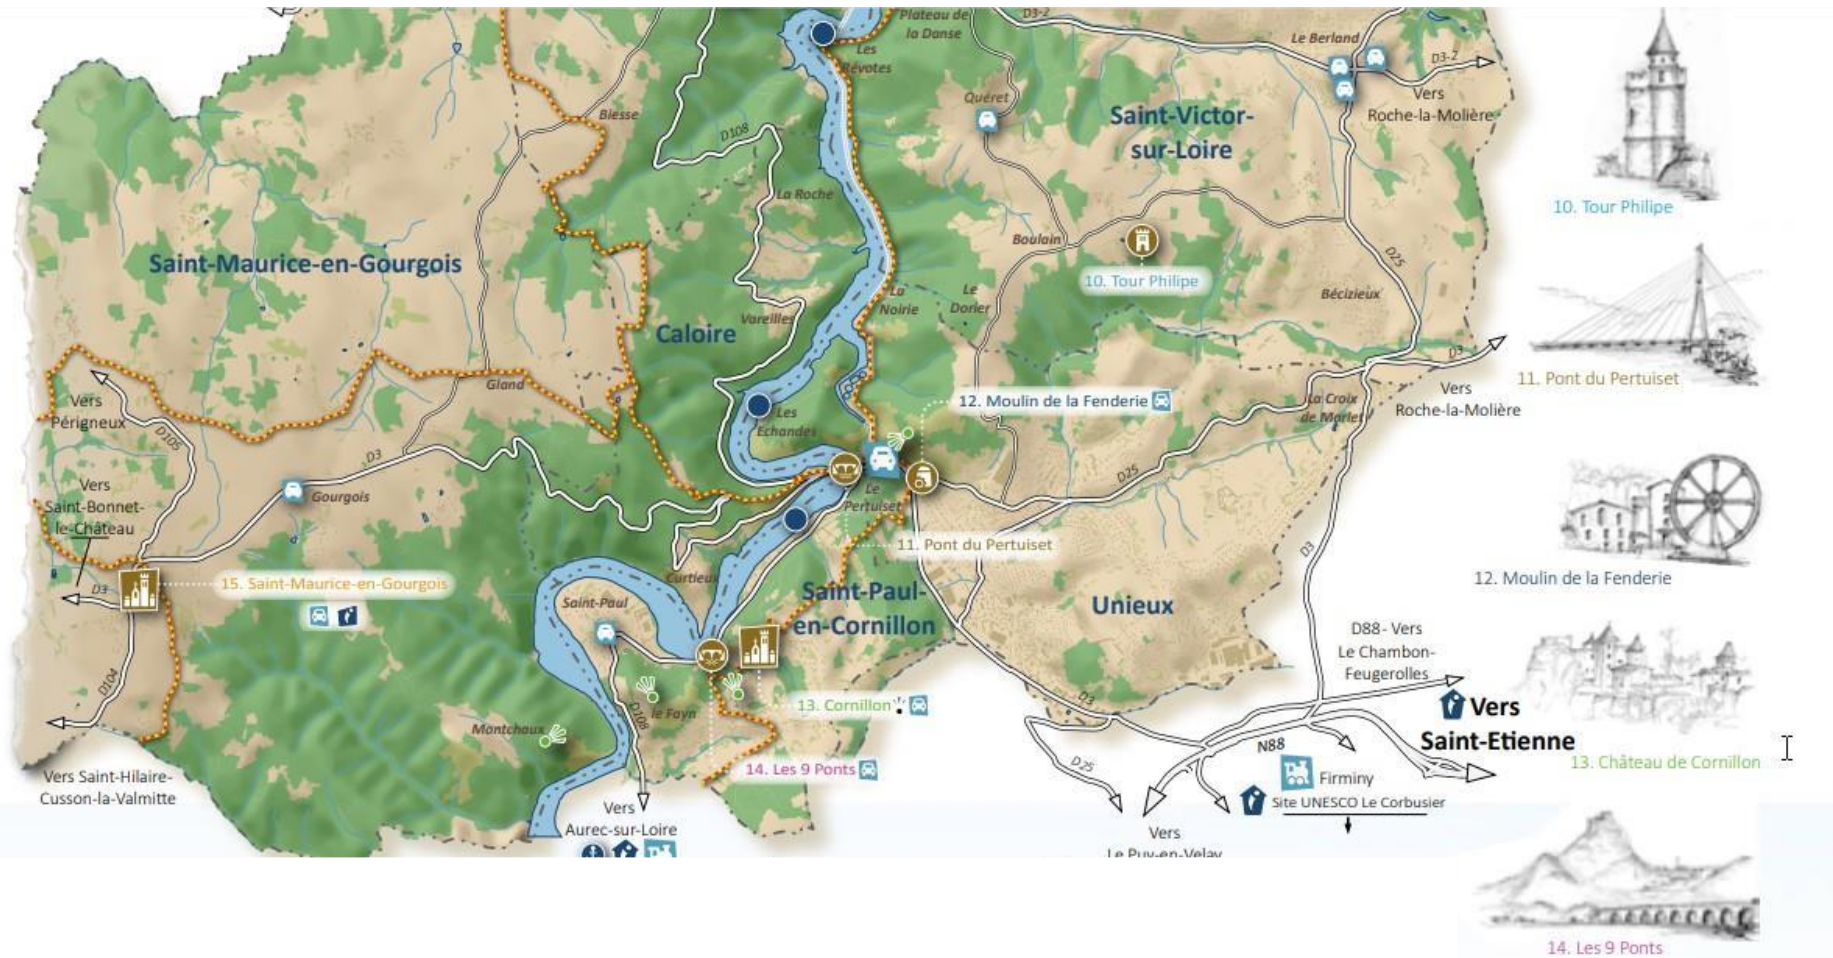 Plateau de
la Danse
D3-2
Le Berland
D3-2
Les
Révotes
Vers
Roche-la-Molière
Quéret
Saint-Victor-
sur-Loire
Biesse
D108
La Roche
10. Tour Philipe
Boulain
D25
Saint-Maurice-en-Gourgois
10. Tour Philipe
La
Noirie
Le
Dorier
Bécizieux
Vareilles
Caloire
D3
11. Pont du Pertuiset
Gland
Vers
Périgneux
D105
Vers
Roche-la-Molière
12. Moulin de la Fenderie
La Croix
de Marlet
Les
Echandes
D3
D25
Vers
Saint-Bonnet-
le-Château
Gourgois
Le
Pertuiset
11. Pont du Pertuiset
D3
12. Moulin de la Fenderie
Curtieux
15. Saint-Maurice-en-Gourgois
D3
Saint-Paul
Saint-Paul-
en-Cornillon
Unieux
D88- Vers
Le Chambon-
Feugerolles
D104
D3
13. Cornillon
le Fayn
D108
Montchaux
Vers
Saint-Etienne
N88
13. Château de Cornillon
D25
14. Les 9 Ponts
Firminy
Vers Saint-Hilaire-
Cusson-la-Valmitte
Site UNESCO Le Corbusier
Vers
Aurec-sur-Loire
Vers
Le Puy-en-Velay
14. Les 9 Ponts